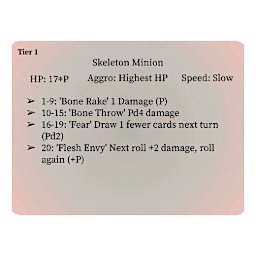 Tier 1
Skeleton Minion
HP: 17*P Aggro: Highest HP Speed: Slow
➢ 1-9: 'Bone Rake' 1 Damage (P)
➢ 10-15: 'Bone Throw' Pd4 damage
➢ 16-19: 'Fear' Draw 1 fewer cards next turn
(Pd2)
➢ 20: 'Flesh Envy' Next roll +2 damage, roll
again (+P)